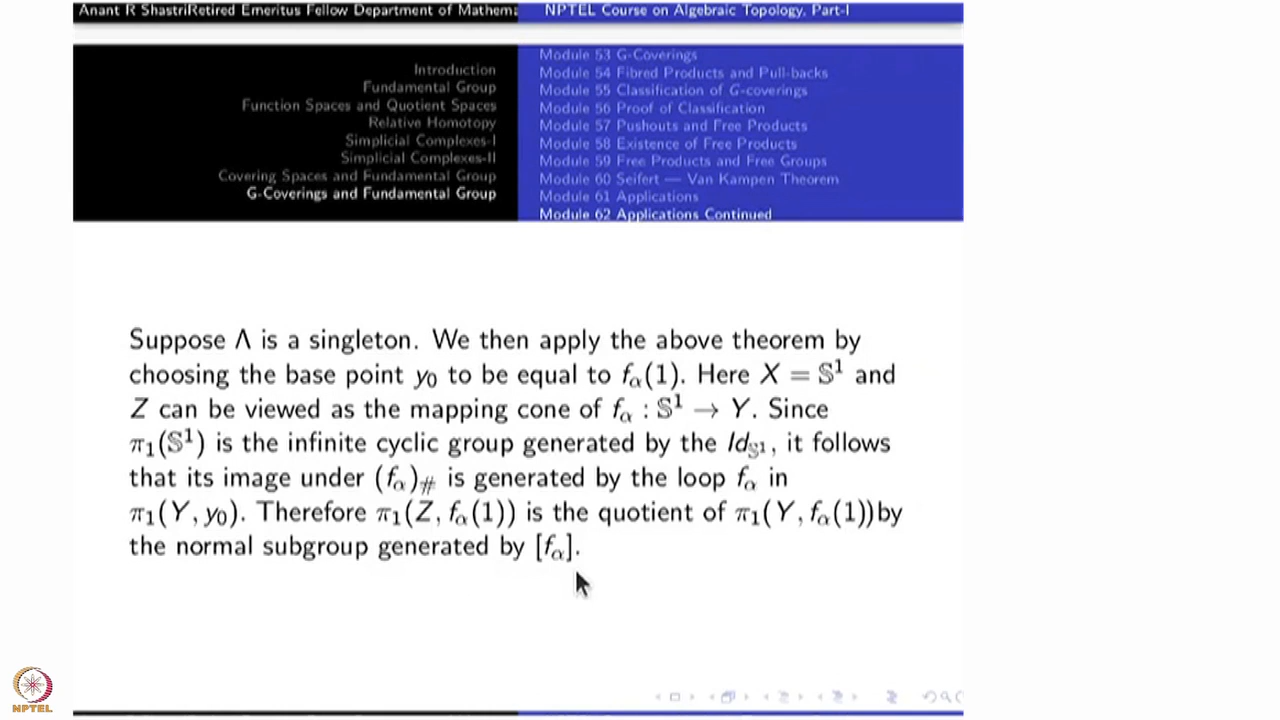 Anant R ShastriRetired Emeritus Fellow Department of Mathema
NPTEL Course on Algebraic Topology, Part-I
Introduction
Fundamental Group
Function Spaces and Quotient Spaces
Relative Homotopy
Simplicial Complexes-I
Simplicial Complexes-II
Covering Spaces and Fundamental Group
G-Coverings and Fundamental Group
Module 53 G-Coverings
Module 54 Fibred Products and Pull-backs
Module 55 Classification of G-coverings
Module 56 Proof of Classification
Module 57 Pushouts and Free Products
Module 58 Existence of Free Products
Module 59 Free Products and Free Groups
Module 60 Seifert — Van Kampen Theorem
Module 61 Applications
Module 62 Applications Continued
Suppose Λ is a singleton. We then apply the above theorem by
choosing the base point y₀ to be equal to f_α(1). Here X = 𝕊¹ and
Z can be viewed as the mapping cone of f_α : 𝕊¹ → Y. Since
π₁(𝕊¹) is the infinite cyclic group generated by the Id_𝕊¹, it follows
that its image under (f_α)_# is generated by the loop f_α in
π₁(Y, y₀). Therefore π₁(Z, f_α(1)) is the quotient of π₁(Y, f_α(1))by
the normal subgroup generated by [f_α].
NPTEL